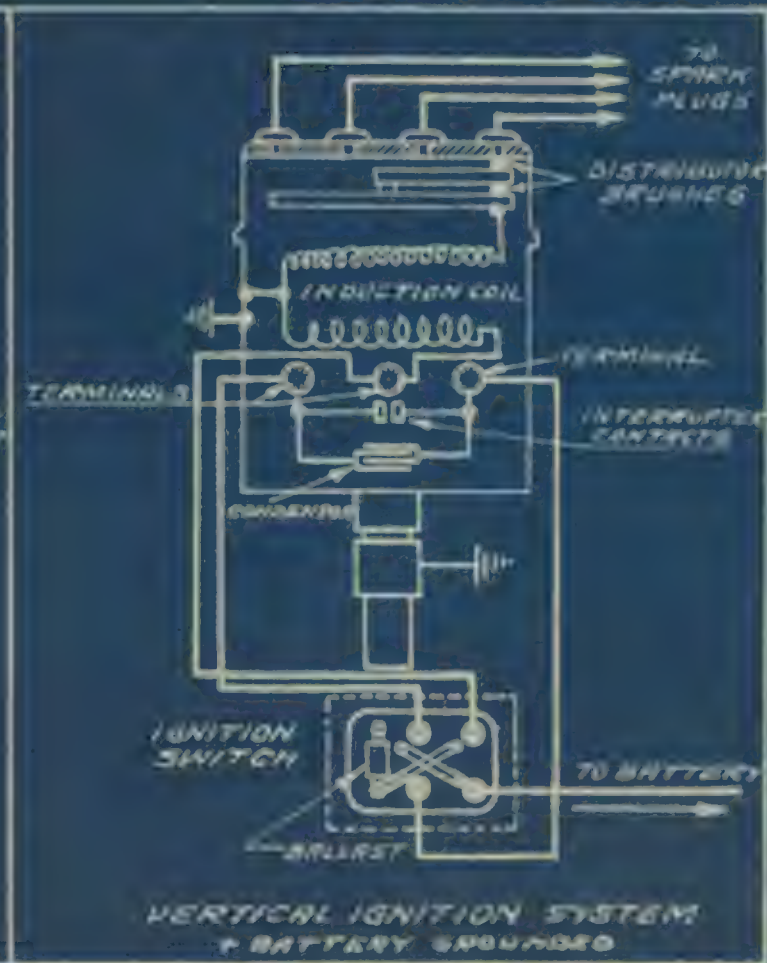 TO
SPARK
PLUGS
DISTRIBUTOR
BRUSHES
INDUCTION COIL
TERMINAL
TERMINALS
INTERRUPTER
CONTACTS
CONDENSER
IGNITION
SWITCH
TO BATTERY
BALLAST
VERTICAL IGNITION SYSTEM
+ BATTERY GROUNDED